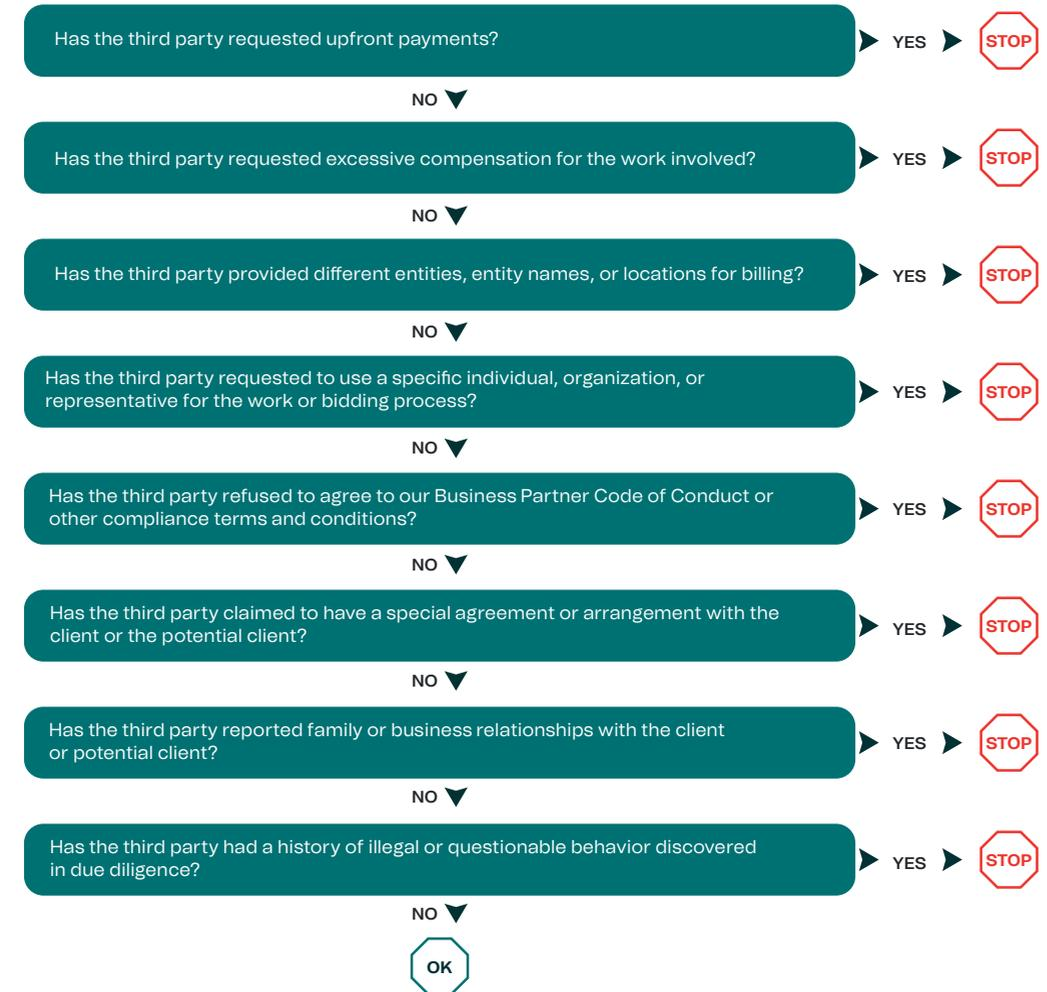 Has the third party requested upfront payments?
YES
STOP
NO
Has the third party requested excessive compensation for the work involved?
YES
STOP
NO
Has the third party provided different entities, entity names, or locations for billing?
YES
STOP
NO
Has the third party requested to use a specific individual, organization, or
representative for the work or bidding process?
YES
STOP
NO
Has the third party refused to agree to our Business Partner Code of Conduct or
other compliance terms and conditions?
YES
STOP
NO
Has the third party claimed to have a special agreement or arrangement with the
client or the potential client?
YES
STOP
NO
Has the third party reported family or business relationships with the client
or potential client?
YES
STOP
NO
Has the third party had a history of illegal or questionable behavior discovered
in due diligence?
YES
STOP
NO
OK